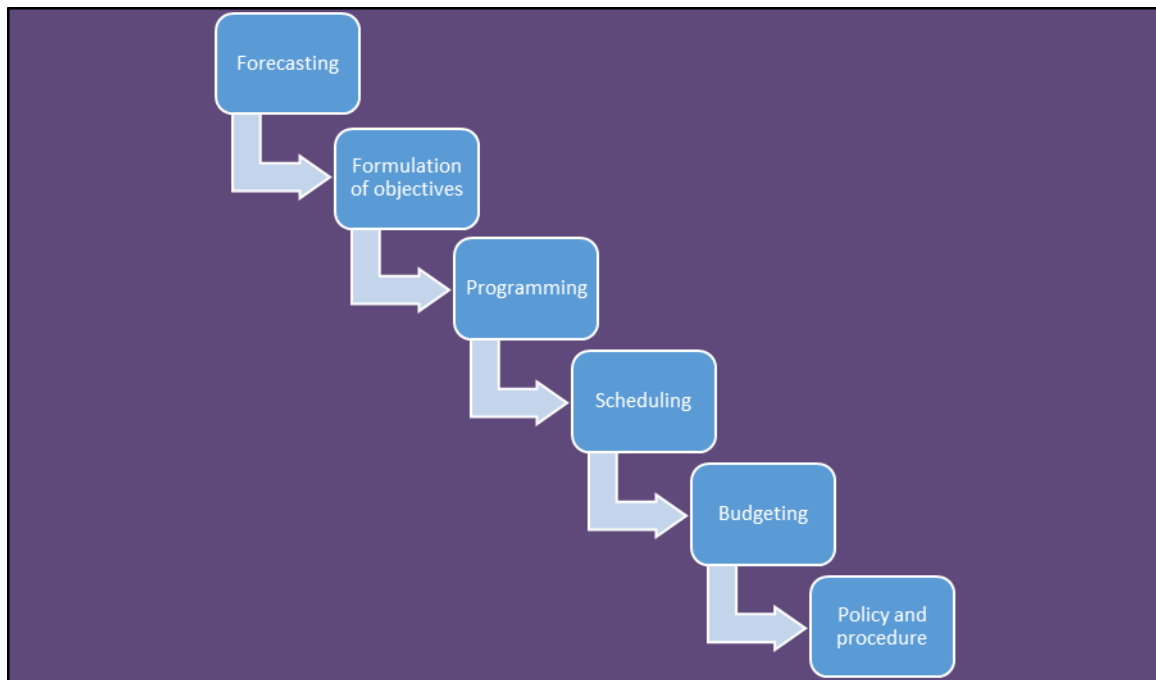 Forecasting
Formulation
of objectives
Programming
Scheduling
Budgeting
Policy and
procedure